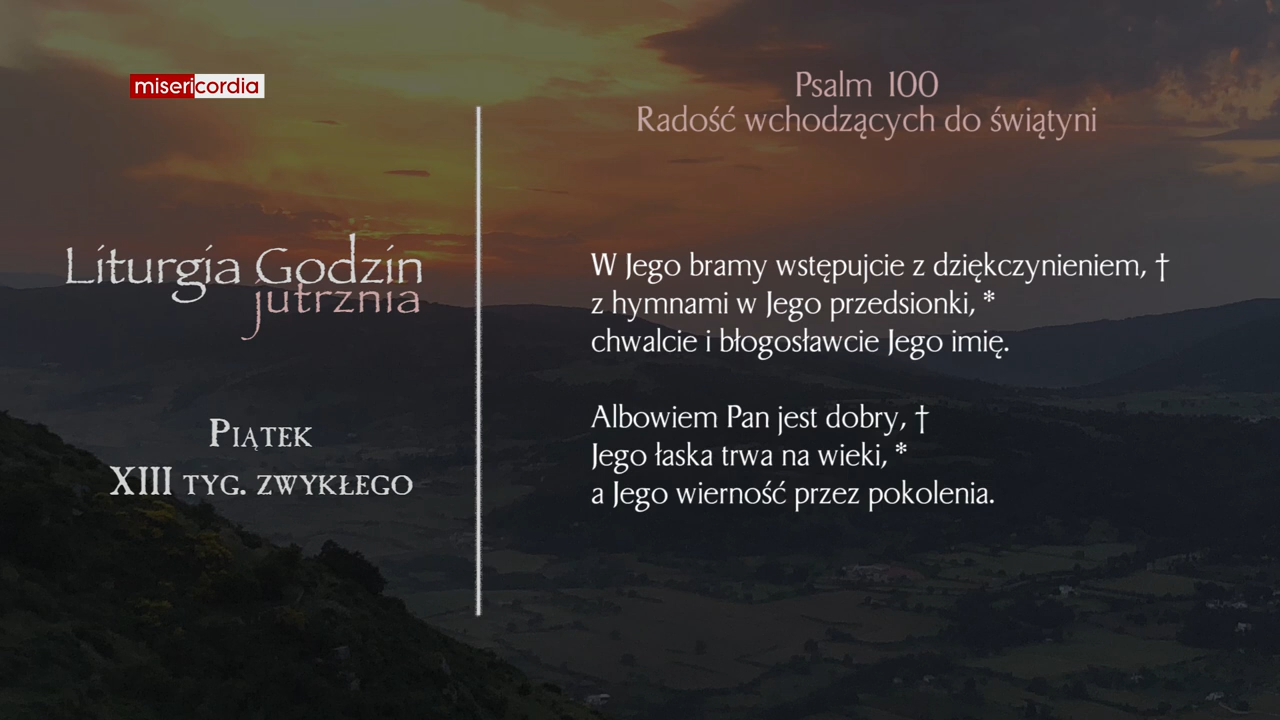 misericordia
Liturgia Godzin
jutrznia
Piątek
XIII tyg. zwykłego
Psalm 100
Radość wchodzących do świątyni
W Jego bramy wstępujcie z dziękczynieniem, †
z hymnami w Jego przedsionki, *
chwalcie i błogosławcie Jego imię.
Albowiem Pan jest dobry, †
Jego łaska trwa na wieki, *
a Jego wierność przez pokolenia.